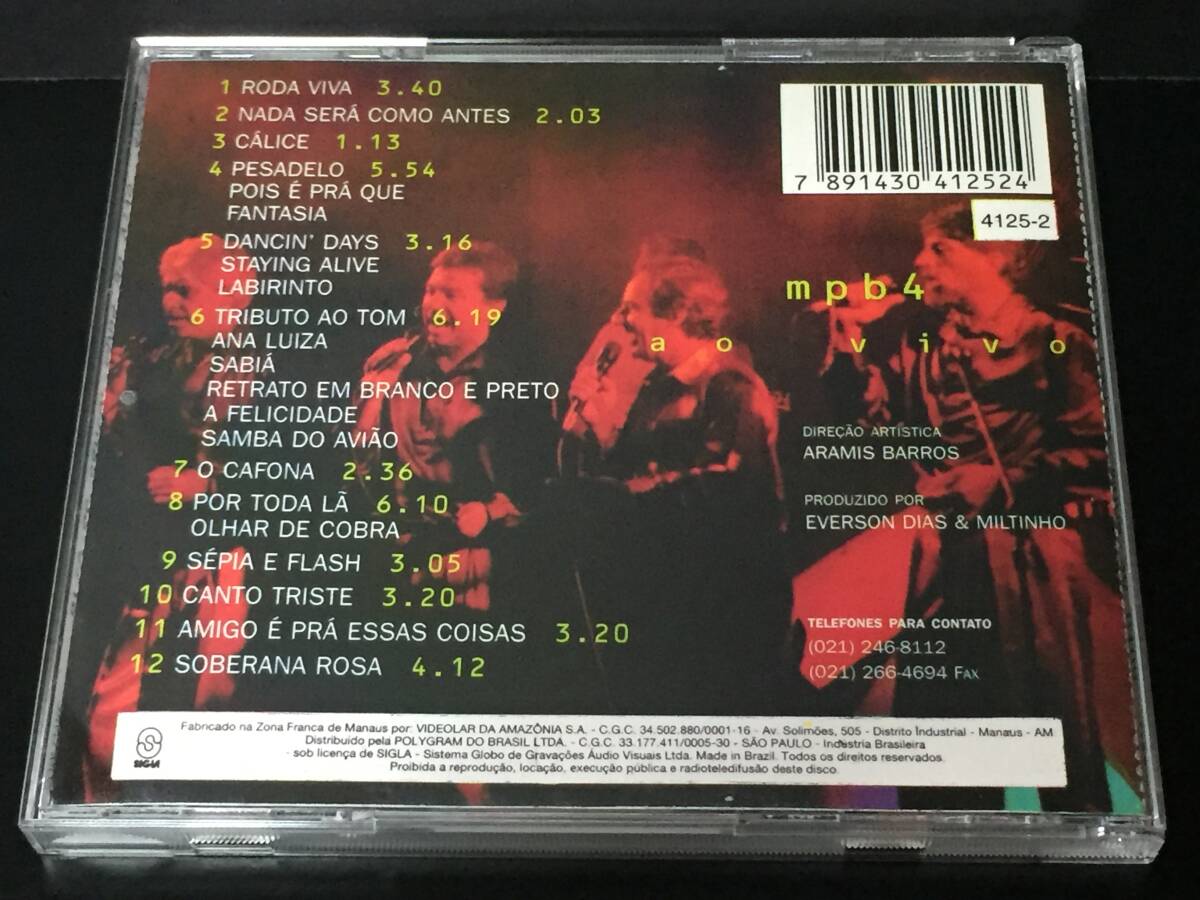 1 RODA VIVA 3.40
2 NADA SERÁ COMO ANTES 2.03
3 CÁLICE 1.13
4 PESADELO 5.54
POIS É PRÁ QUE
FANTASIA
5 DANCIN' DAYS 3.16
STAYING ALIVE
LABIRINTO
6 TRIBUTO AO TOM 6.19
ANA LUIZA
SABIÁ
RETRATO EM BRANCO E PRETO
A FELICIDADE
SAMBA DO AVIÃO
7 O CAFONA 2.36
8 POR TODA LÃ 6.10
OLHAR DE COBRA
9 SÉPIA E FLASH 3.05
10 CANTO TRISTE 3.20
11 AMIGO É PRÁ ESSAS COISAS 3.20
12 SOBERANA ROSA 4.12
7 891430 412524
4125-2
mpb4
ao vivo
DIREÇÃO ARTÍSTICA
ARAMIS BARROS
PRODUZIDO POR
EVERSON DIAS & MILTINHO
TELEFONES PARA CONTATO
(021) 246-8112
(021) 266-4694 FAX
SIGLA
Fabricado na Zona Franca de Manaus por: VIDEOLAR DA AMAZÔNIA S.A. - C.G.C. 34.502.880/0001-16 - Av. Solimões, 505 - Distrito Industrial - Manaus - AM
Distribuido pela POLYGRAM DO BRASIL LTDA. - C.G.C. 33.177.411/0005-30 - SÃO PAULO - Indústria Brasileira
sob licença de SIGLA - Sistema Globo de Gravações Áudio Visuais Ltda. Made in Brazil. Todos os direitos reservados.
Proibida a reprodução, locação, execução pública e radioteledifusão deste disco.